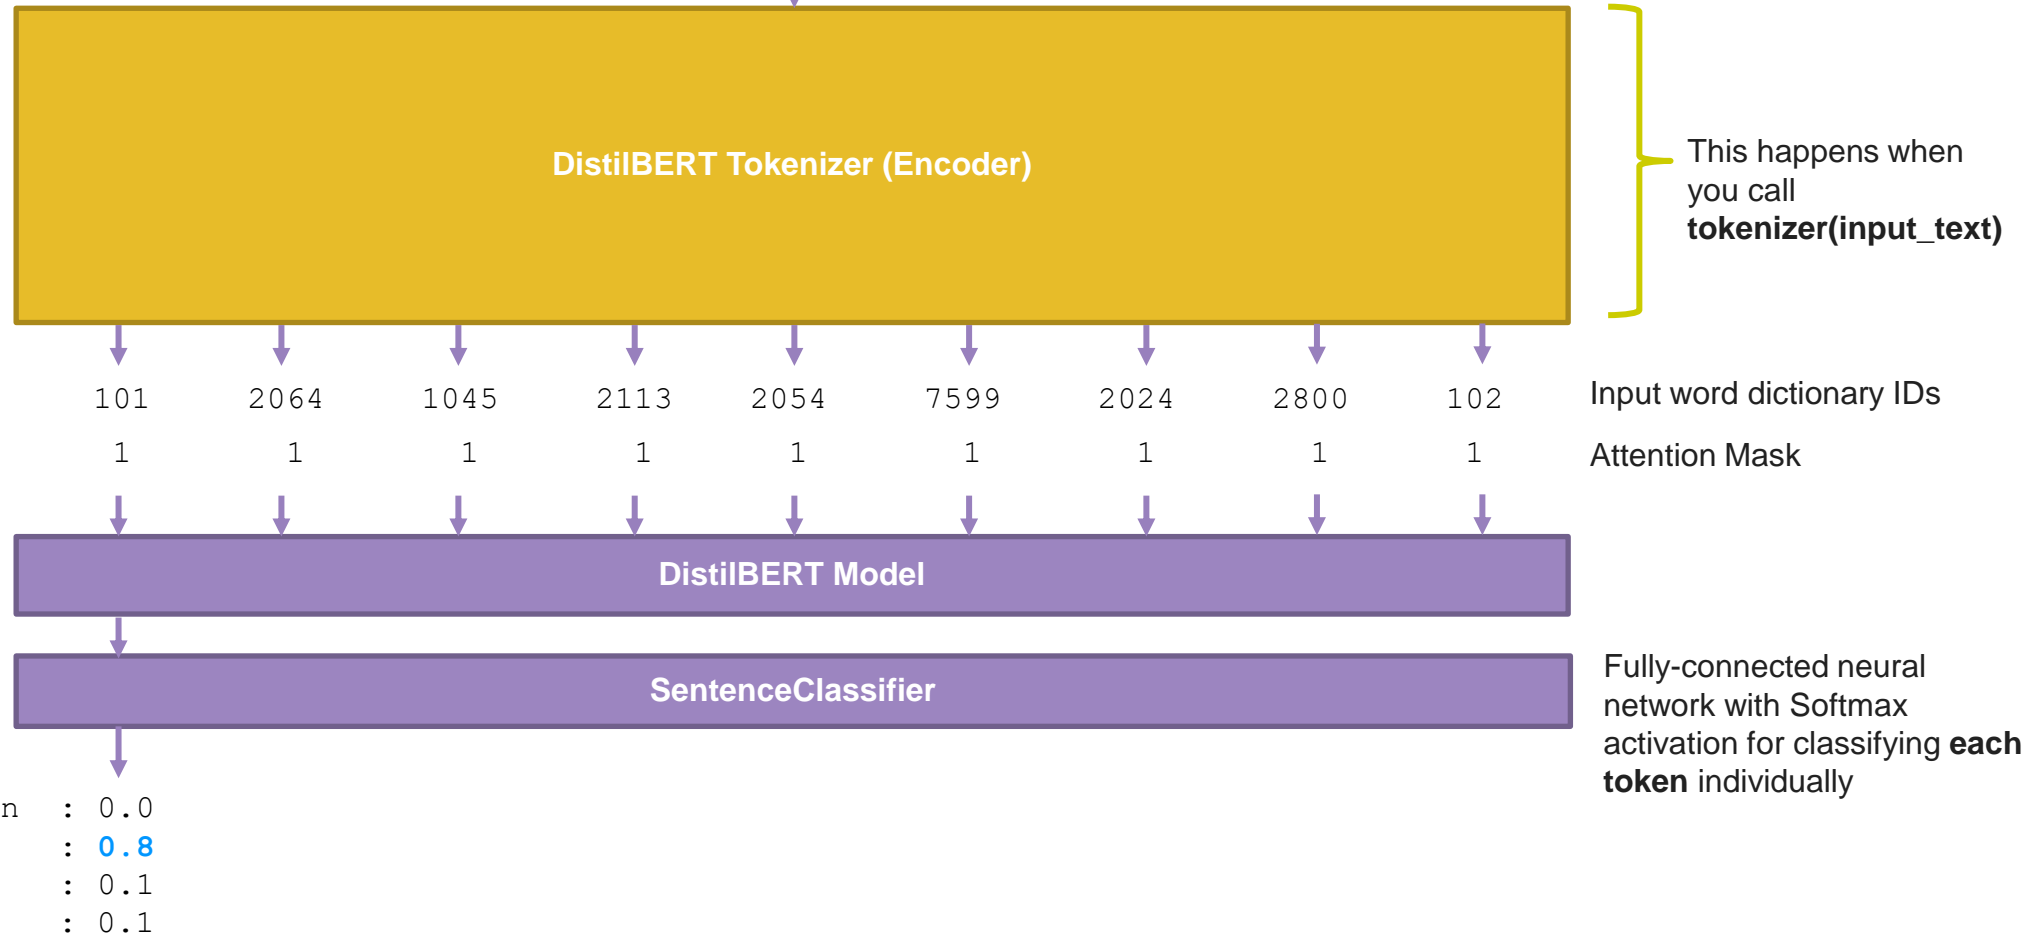 DistilBERT Tokenizer (Encoder)
This happens when
you call
tokenizer(input_text)
101 2064 1045 2113 2054 7599 2024 2800 102
Input word dictionary IDs
1 1 1 1 1 1 1 1 1
Attention Mask
DistilBERT Model
SentenceClassifier
Fully-connected neural
network with Softmax
activation for classifying each
token individually
n : 0.0
: 0.8
: 0.1
: 0.1